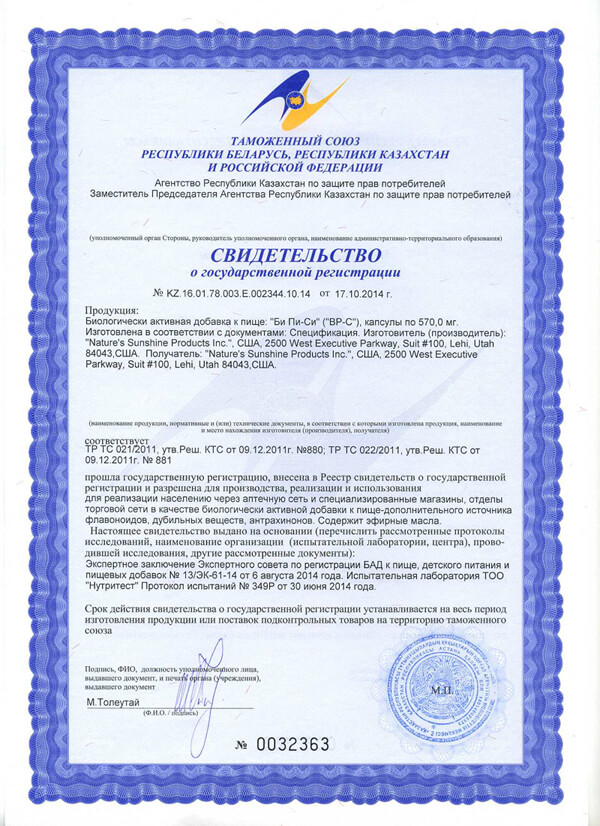 ТАМОЖЕННЫЙ СОЮЗ
РЕСПУБЛИКИ БЕЛАРУСЬ, РЕСПУБЛИКИ КАЗАХСТАН
И РОССИЙСКОЙ ФЕДЕРАЦИИ
Агентство Республики Казахстан по защите прав потребителей
Заместитель Председателя Агентства Республики Казахстан по защите прав потребителей
(уполномоченный орган Стороны, руководитель уполномоченного органа, наименование административно-территориального образования)
СВИДЕТЕЛЬСТВО
о государственной регистрации
№ KZ.16.01.78.003.E.002344.10.14 от 17.10.2014 г.
Продукция:
Биологически активная добавка к пище: "Би Пи-Си" ("BP-C"), капсулы по 570,0 мг.
Изготовлена в соответствии с документами: Спецификация. Изготовитель (производитель):
"Nature's Sunshine Products Inc.", США, 2500 West Executive Parkway, Suit #100, Lehi, Utah
84043,США. Получатель: "Nature's Sunshine Products Inc.", США, 2500 West Executive
Parkway, Suit #100, Lehi, Utah 84043,США.
(наименование продукции, нормативные и (или) технические документы, в соответствии с которыми изготовлена продукция, наименование
и место нахождения изготовителя (производителя), получателя)
соответствует
ТР ТС 021/2011, утв.Реш. КТС от 09.12.2011г. №880; ТР ТС 022/2011, утв.Реш. КТС от
09.12.2011г. № 881
прошла государственную регистрацию, внесена в Реестр свидетельств о государственной
регистрации и разрешена для производства, реализации и использования
для реализации населению через аптечную сеть и специализированные магазины, отделы
торговой сети в качестве биологически активной добавки к пище-дополнительного источника
флавоноидов, дубильных веществ, антрахинонов. Содержит эфирные масла.
Настоящее свидетельство выдано на основании (перечислить рассмотренные протоколы
исследований, наименование организации (испытательной лаборатории, центра), прово-
дившей исследования, другие рассмотренные документы):
Экспертное заключение Экспертного совета по регистрации БАД к пище, детского питания и
пищевых добавок № 13/ЭК-61-14 от 6 августа 2014 года. Испытательная лаборатория ТОО
"Нутритест" Протокол испытаний № 349Р от 30 июня 2014 года.
Срок действия свидетельства о государственной регистрации устанавливается на весь период
изготовления продукции или поставок подконтрольных товаров на территорию таможенного
союза
Подпись, ФИО, должность уполномоченного лица,
выдавшего документ, и печать органа (учреждения),
выдавшего документ
М.Толеутай
(Ф.И.О. / подпись)
М.П.
№ 0032363